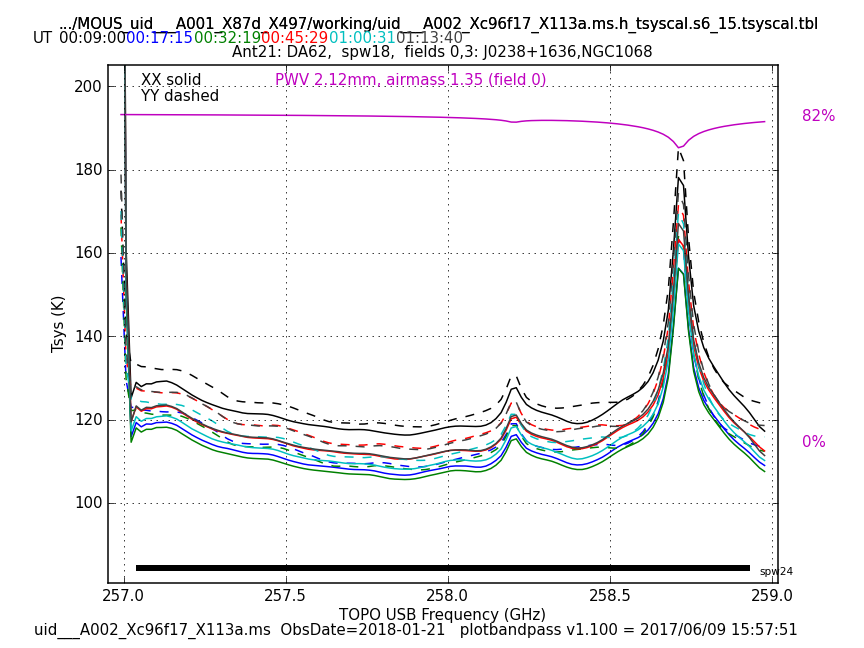 .../MOUS_uid___A001_X87d_X497/working/uid___A002_Xc96f17_X113a.ms.h_tsyscal.s6_15.tsyscal.tbl
UT 00:09:00 00:17:15 00:32:19 00:45:29 01:00:31 01:13:40
Ant21: DA62,  spw18,  fields 0,3: J0238+1636,NGC1068
XX solid
PWV 2.12mm, airmass 1.35 (field 0)
YY dashed
200
180
160
140
120
100
Tsys (K)
82%
0%
spw24
257.0 257.5 258.0 258.5 259.0
TOPO USB Frequency (GHz)
uid___A002_Xc96f17_X113a.ms  ObsDate=2018-01-21   plotbandpass v1.100 = 2017/06/09 15:57:51